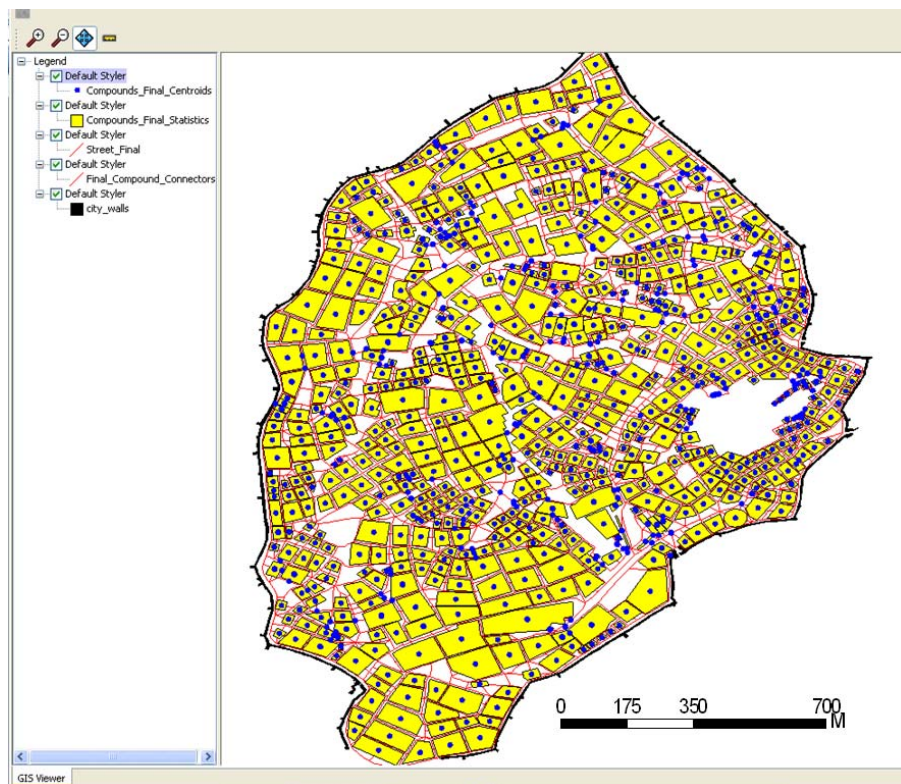 Legend
Default Styler
Compounds_Final_Centroids
Default Styler
Compounds_Final_Statistics
Default Styler
Street_Final
Default Styler
Final_Compound_Connectors
Default Styler
city_walls
0 175 350 700
M
GIS Viewer